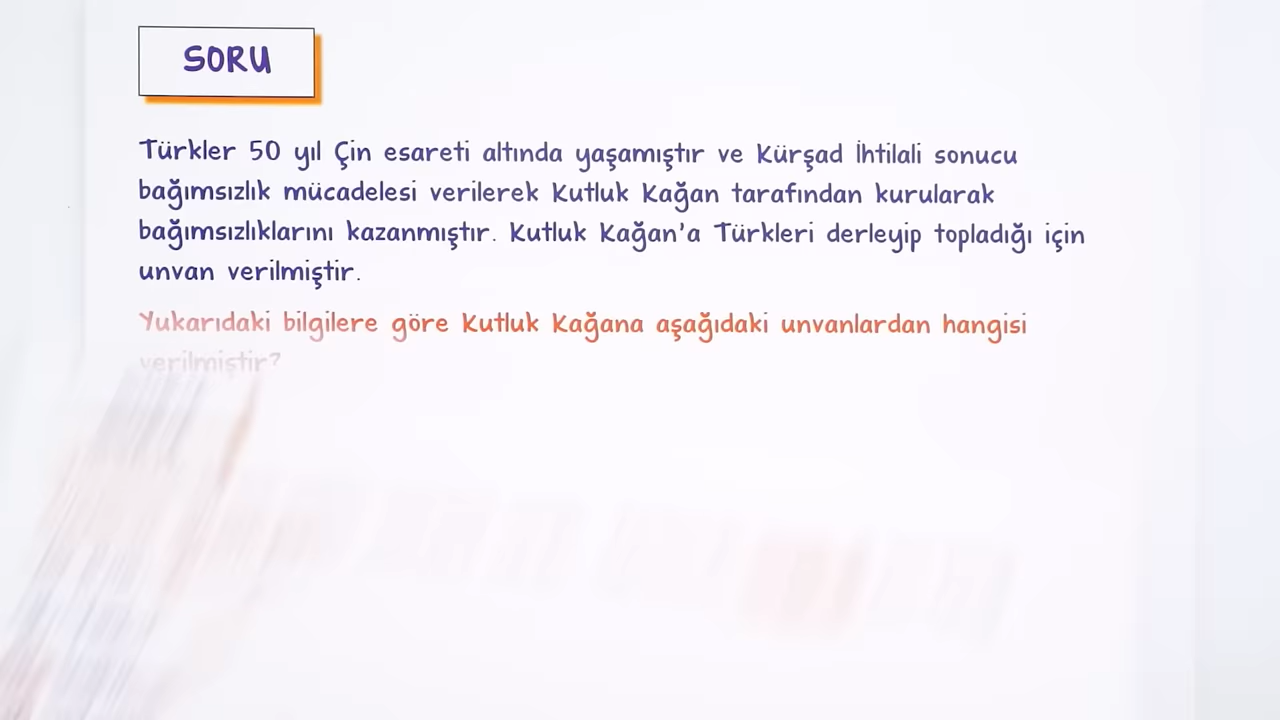 SORU
Türkler 50 yıl Çin esareti altında yaşamıştır ve Kürşad İhtilali sonucu
bağımsızlık mücadelesi verilerek Kutluk Kağan tarafından kurularak
bağımsızlıklarını kazanmıştır. Kutluk Kağan'a Türkleri derleyip topladığı için
unvan verilmiştir.
Yukarıdaki bilgilere göre Kutluk Kağana aşağıdaki unvanlardan hangisi
verilmiştir?